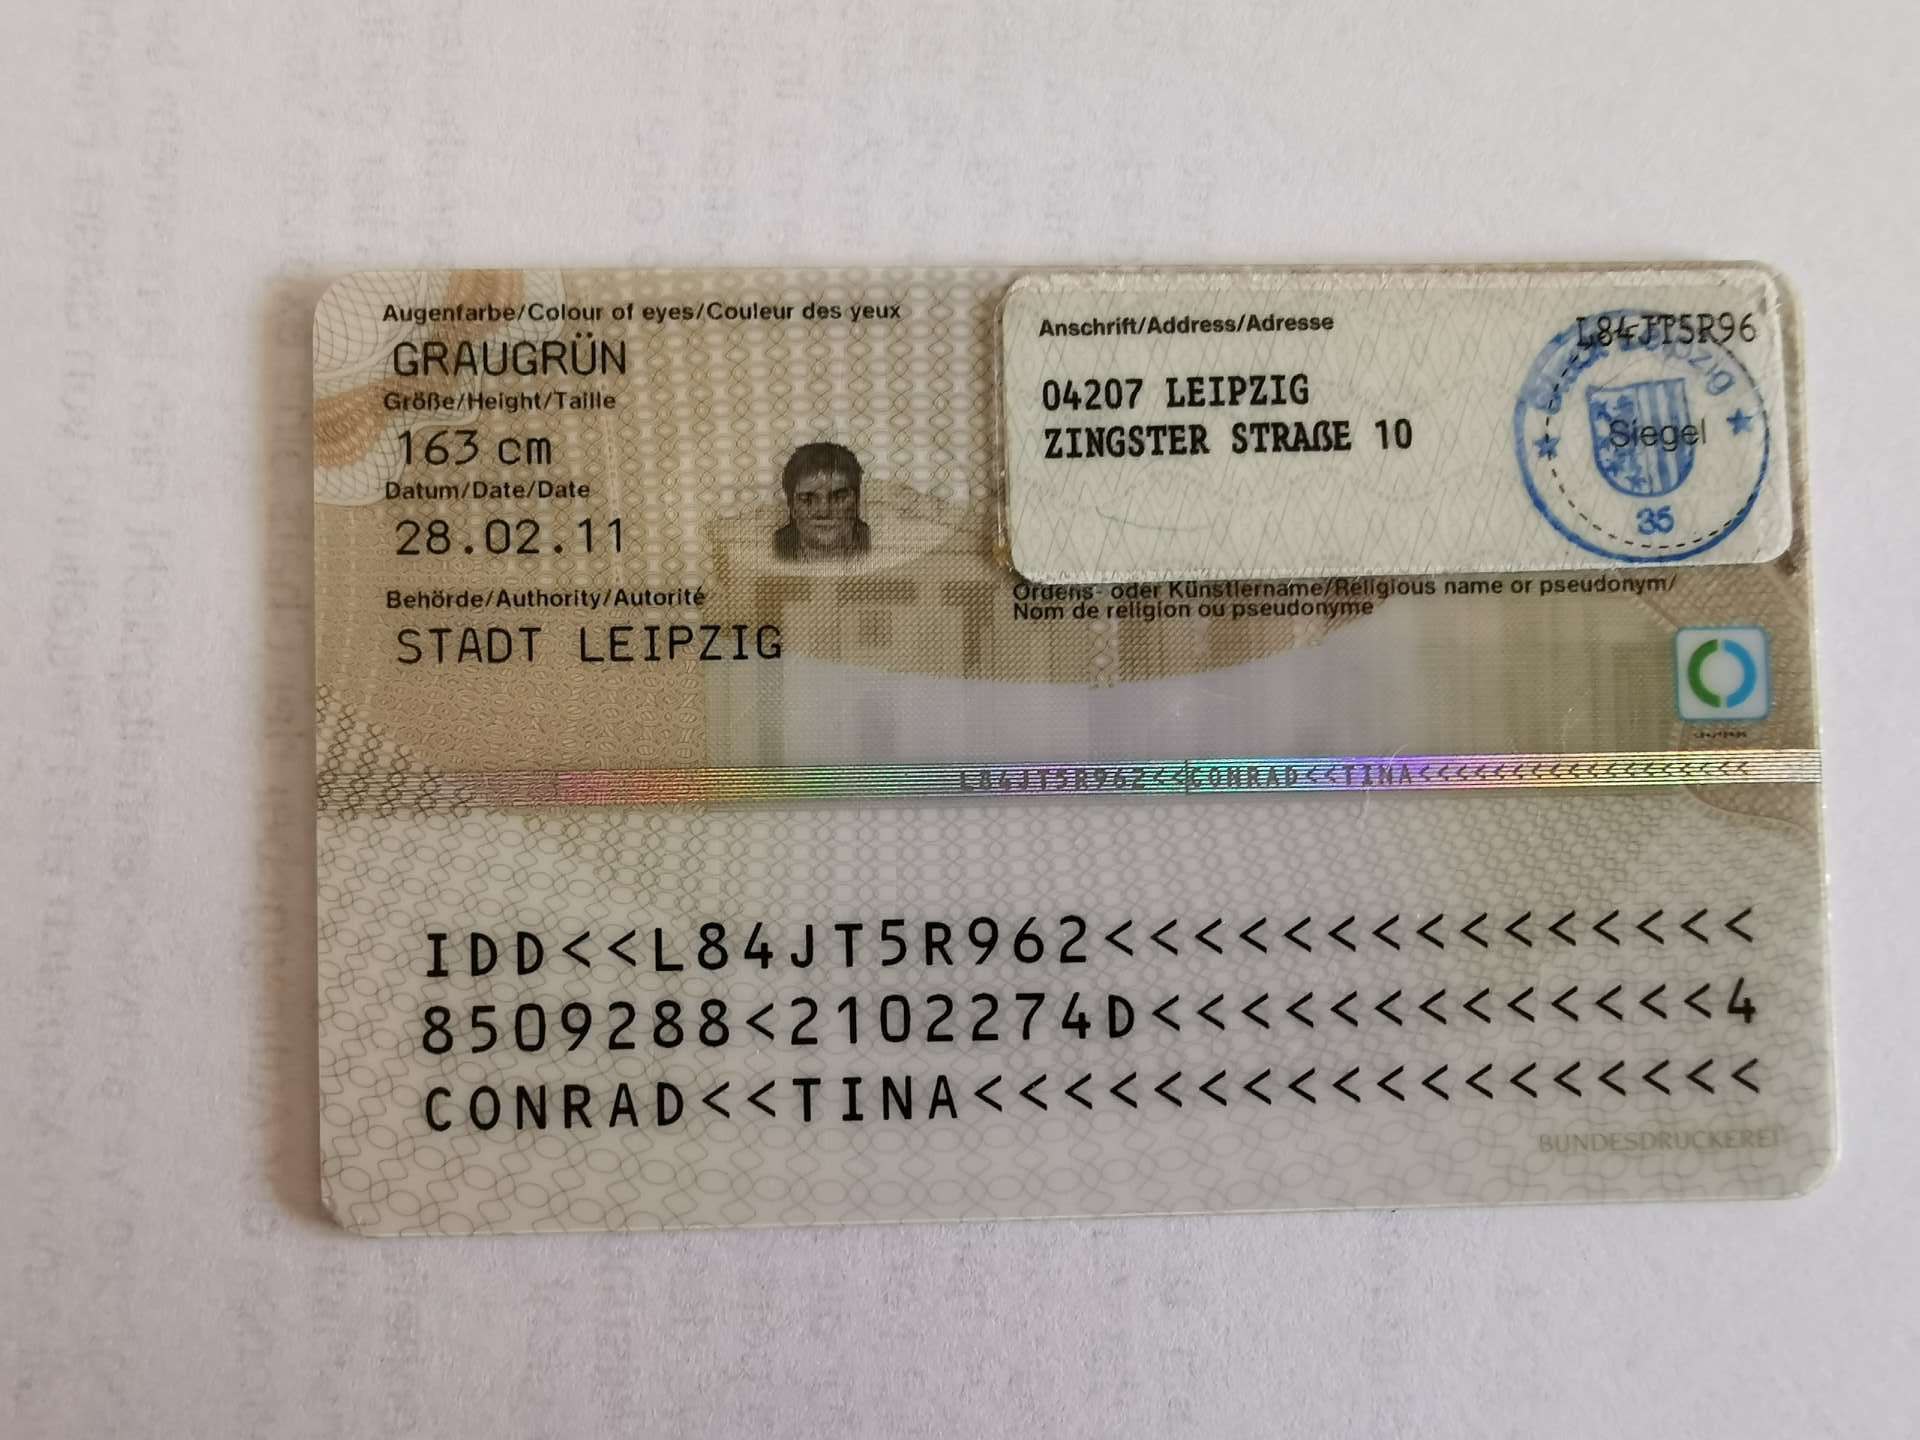 Augenfarbe/Colour of eyes/Couleur des yeux
GRAUGRÜN
Größe/Height/Taille
163 cm
Datum/Date/Date
28.02.11
Behörde/Authority/Autorité
STADT LEIPZIG
Anschrift/Address/Adresse
L84JT5R96
04207 LEIPZIG
ZINGSTER STRAßE 10
Stadt Leipzig
Siegel
35
Ordens- oder Künstlername/Religious name or pseudonym/
Nom de religion ou pseudonyme
L84JT5R962<<CONRAD<<TINA<<<<<<<<<<<<<<<<<<
IDD<<L84JT5R962<<<<<<<<<<<<<<<
8509288<2102274D<<<<<<<<<<<<<4
CONRAD<<TINA<<<<<<<<<<<<<<<<<<
BUNDESDRUCKEREI